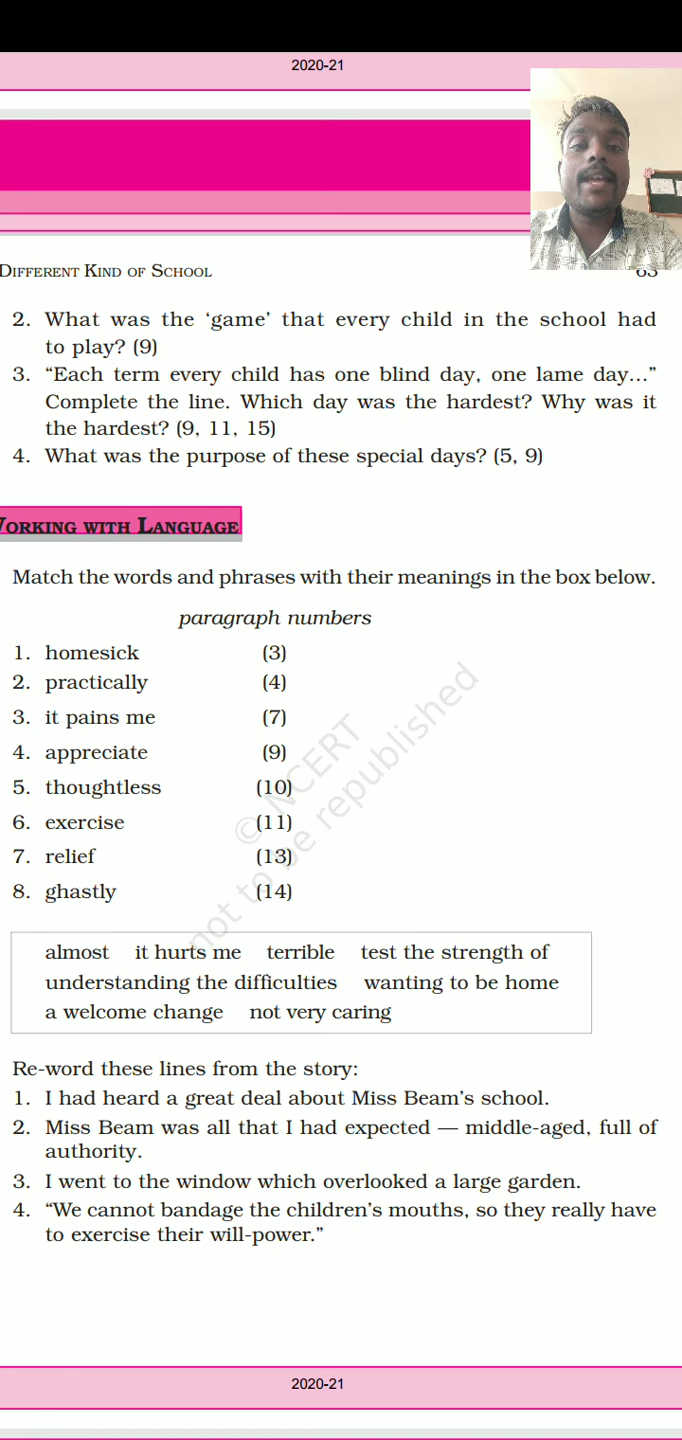 2020-21
DIFFERENT KIND OF SCHOOL
63
2. What was the ‘game’ that every child in the school had
to play? (9)
3. “Each term every child has one blind day, one lame day...”
Complete the line. Which day was the hardest? Why was it
the hardest? (9, 11, 15)
4. What was the purpose of these special days? (5, 9)
WORKING WITH LANGUAGE
Match the words and phrases with their meanings in the box below.
paragraph numbers
1. homesick (3)
2. practically (4)
3. it pains me (7)
4. appreciate (9)
5. thoughtless (10)
6. exercise (11)
7. relief (13)
8. ghastly (14)
© NCERT
not to be republished
almost it hurts me terrible test the strength of
understanding the difficulties wanting to be home
a welcome change not very caring
Re-word these lines from the story:
1. I had heard a great deal about Miss Beam’s school.
2. Miss Beam was all that I had expected — middle-aged, full of
authority.
3. I went to the window which overlooked a large garden.
4. “We cannot bandage the children’s mouths, so they really have
to exercise their will-power.”
2020-21